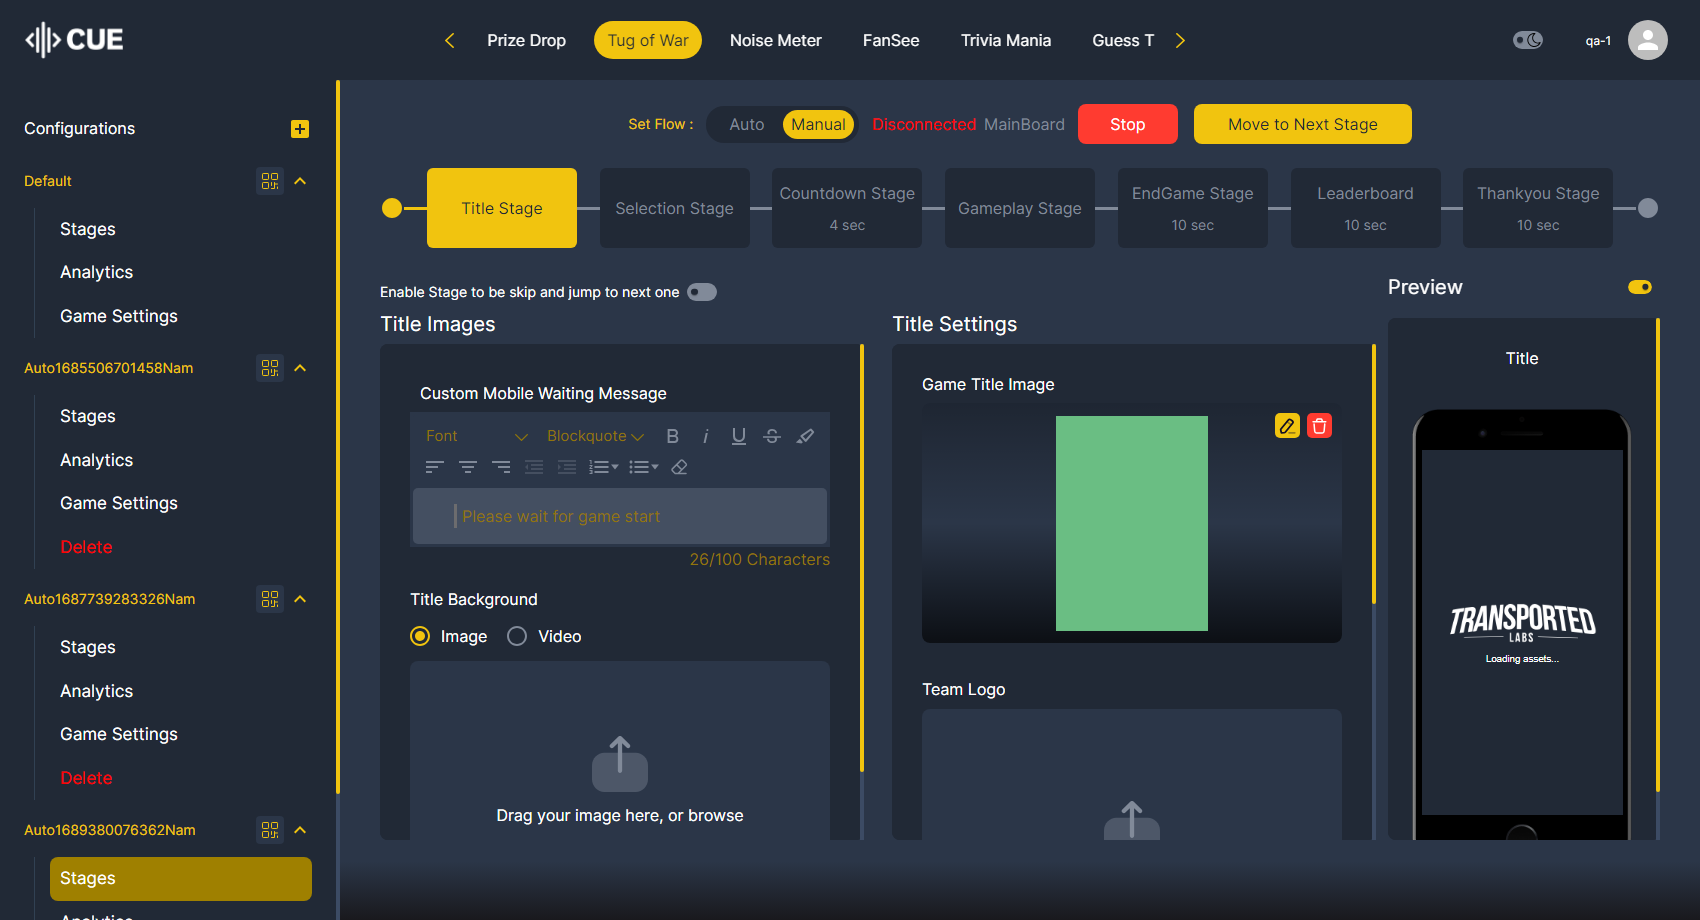 CUE
Prize Drop
Tug of War
Noise Meter
FanSee
Trivia Mania
Guess T
qa-1
Configurations
Default
Stages
Analytics
Game Settings
Auto1685506701458Nam
Stages
Analytics
Game Settings
Delete
Auto1687739283326Nam
Stages
Analytics
Game Settings
Delete
Auto1689380076362Nam
Stages
Analytics
Set Flow :
Auto
Manual
Disconnected MainBoard
Stop
Move to Next Stage
Title Stage
Selection Stage
Countdown Stage
4 sec
Gameplay Stage
EndGame Stage
10 sec
Leaderboard
10 sec
Thankyou Stage
10 sec
Enable Stage to be skip and jump to next one
Title Images
Custom Mobile Waiting Message
Font
Blockquote
B i U S
Please wait for game start
26/100 Characters
Title Background
Image
Video
Drag your image here, or browse
Title Settings
Game Title Image
Team Logo
Preview
Title
TRANSPORTED
LABS
Loading assets...